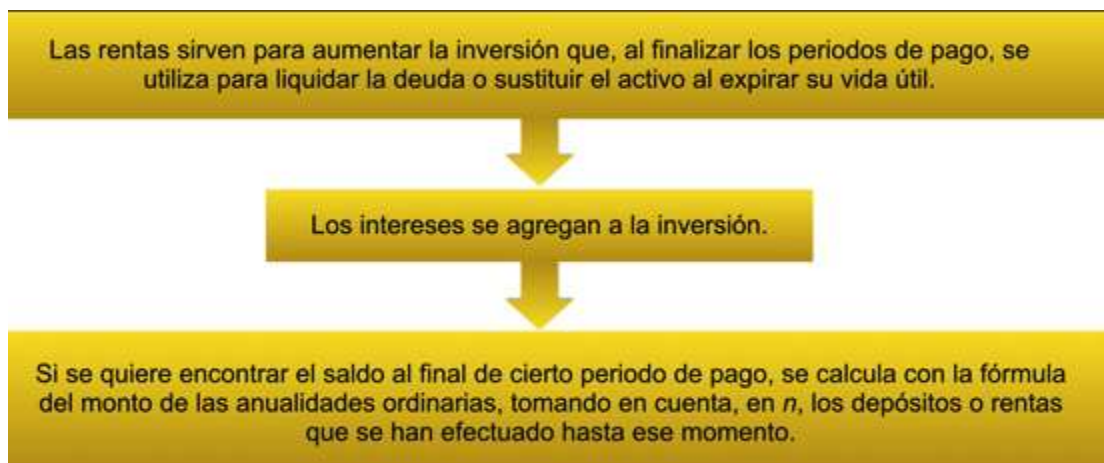 Las rentas sirven para aumentar la inversión que, al finalizar los periodos de pago, se
utiliza para liquidar la deuda o sustituir el activo al expirar su vida útil.
Los intereses se agregan a la inversión.
Si se quiere encontrar el saldo al final de cierto periodo de pago, se calcula con la fórmula
del monto de las anualidades ordinarias, tomando en cuenta, en n, los depósitos o rentas
que se han efectuado hasta ese momento.